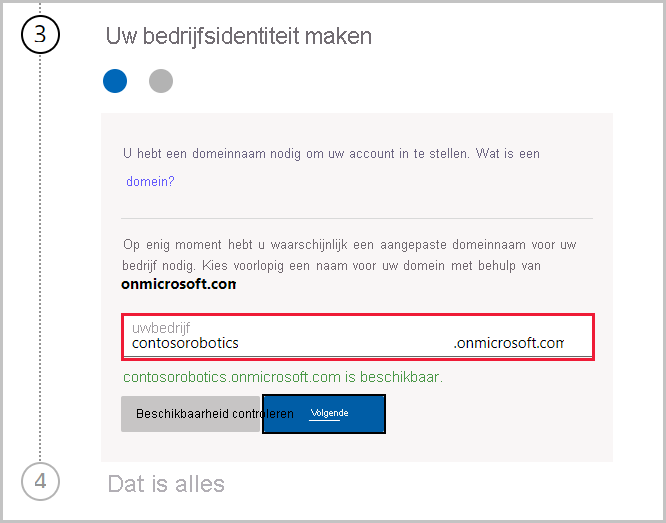 3
Uw bedrijfsidentiteit maken
U hebt een domeinnaam nodig om uw account in te stellen. Wat is een
domein?
Op enig moment hebt u waarschijnlijk een aangepaste domeinnaam voor uw
bedrijf nodig. Kies voorlopig een naam voor uw domein met behulp van
onmicrosoft.com
uwbedrijf
contosorobotics .onmicrosoft.com
contosorobotics.onmicrosoft.com is beschikbaar.
Beschikbaarheid controleren Volgende
4
Dat is alles